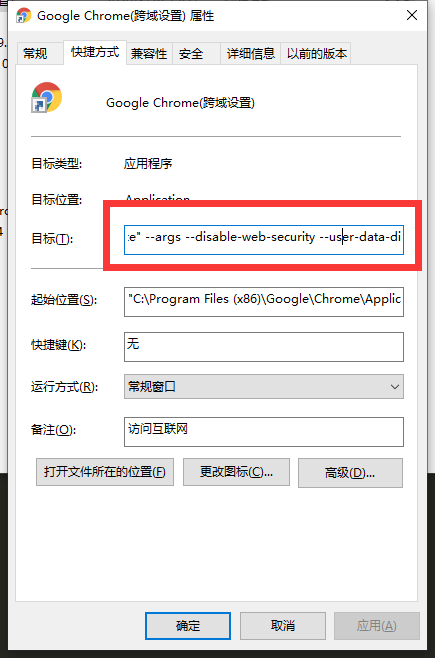 Google Chrome(跨域设置) 属性
常规 快捷方式 兼容性 安全 详细信息 以前的版本
Google Chrome(跨域设置)
目标类型: 应用程序
目标位置: Application
目标(T): :e" --args --disable-web-security --user-data-di
起始位置(S): "C:\Program Files (x86)\Google\Chrome\Applic
快捷键(K): 无
运行方式(R): 常规窗口
备注(O): 访问互联网
打开文件所在的位置(F) 更改图标(C)... 高级(D)...
确定 取消 应用(A)